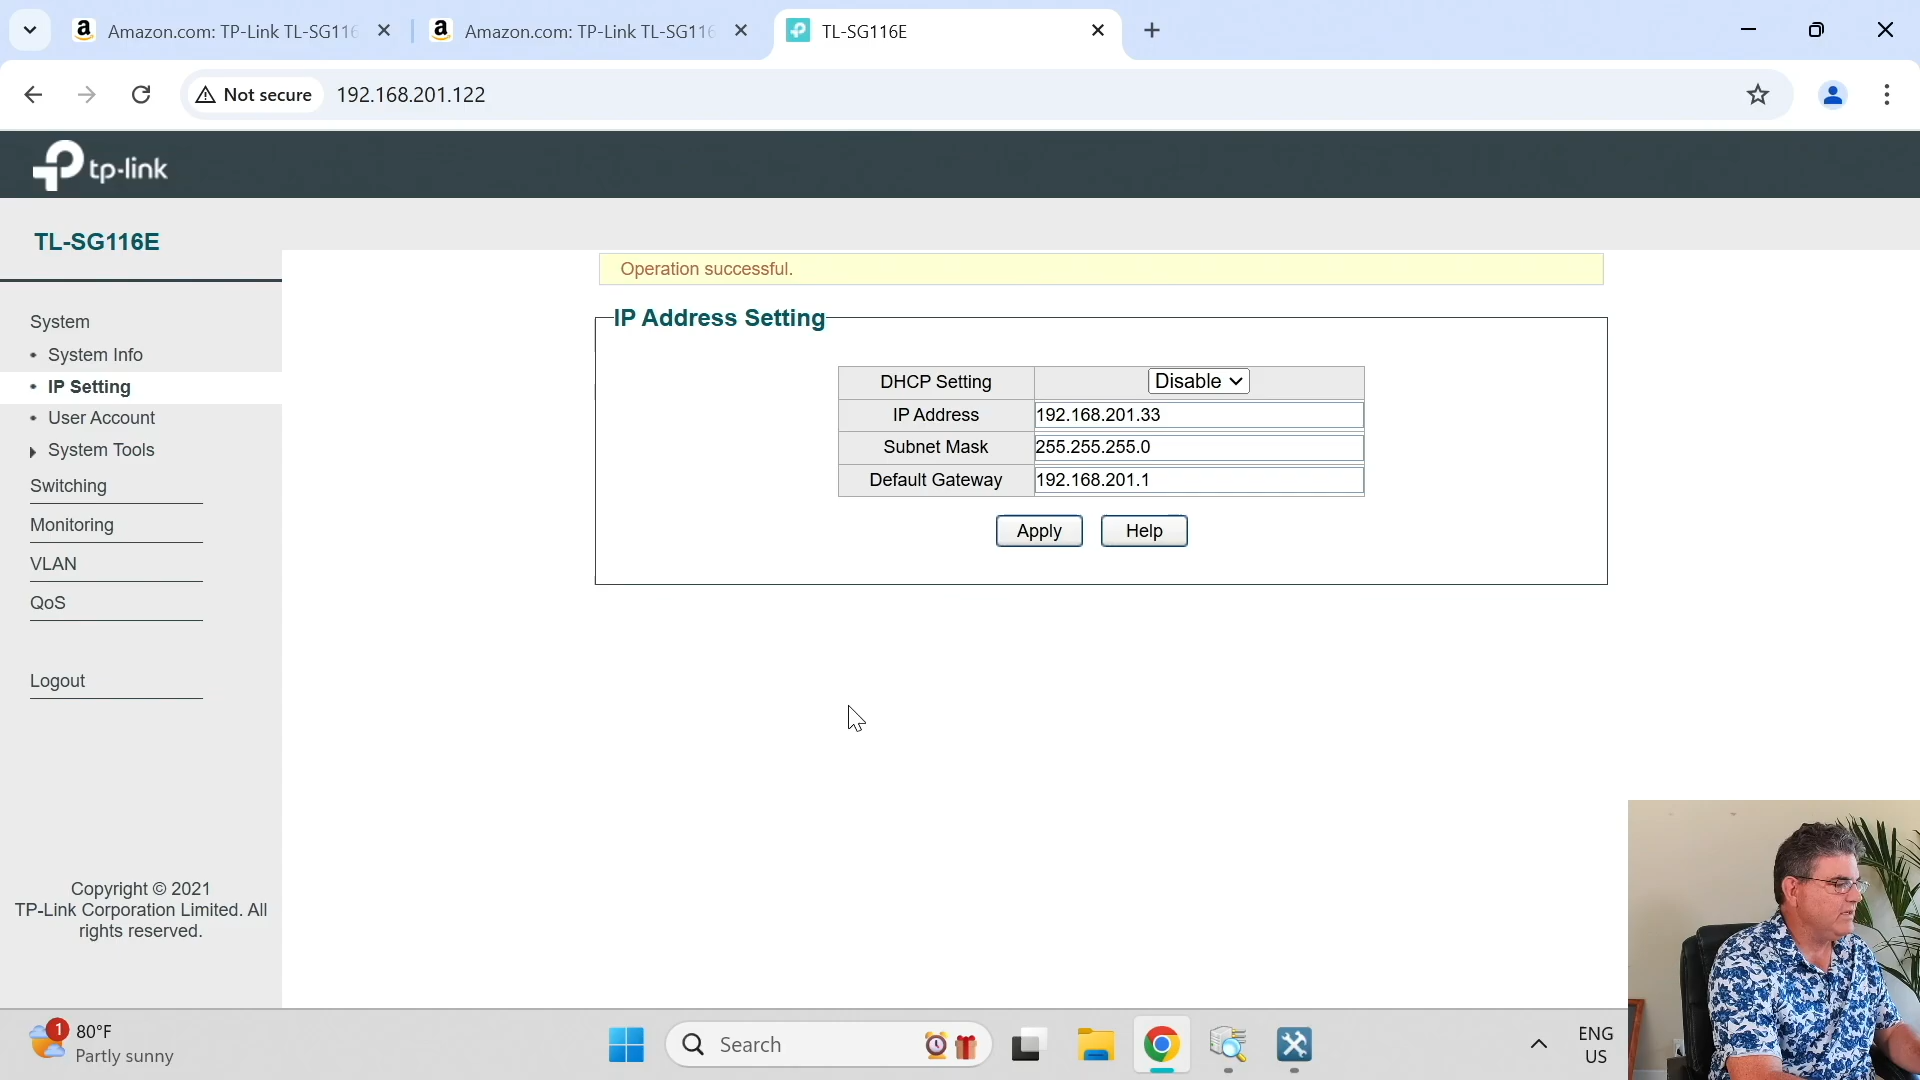 Amazon.com: TP-Link TL-SG116
Amazon.com: TP-Link TL-SG116
TL-SG116E
Not secure
192.168.201.122
tp-link
TL-SG116E
Operation successful.
IP Address Setting
System
System Info
IP Setting
User Account
System Tools
Switching
Monitoring
VLAN
QoS
Logout
DHCP Setting
Disable
IP Address
192.168.201.33
Subnet Mask
255.255.255.0
Default Gateway
192.168.201.1
Apply
Help
Copyright © 2021
TP-Link Corporation Limited. All
rights reserved.
1
80°F
Partly sunny
Search
ENG
US